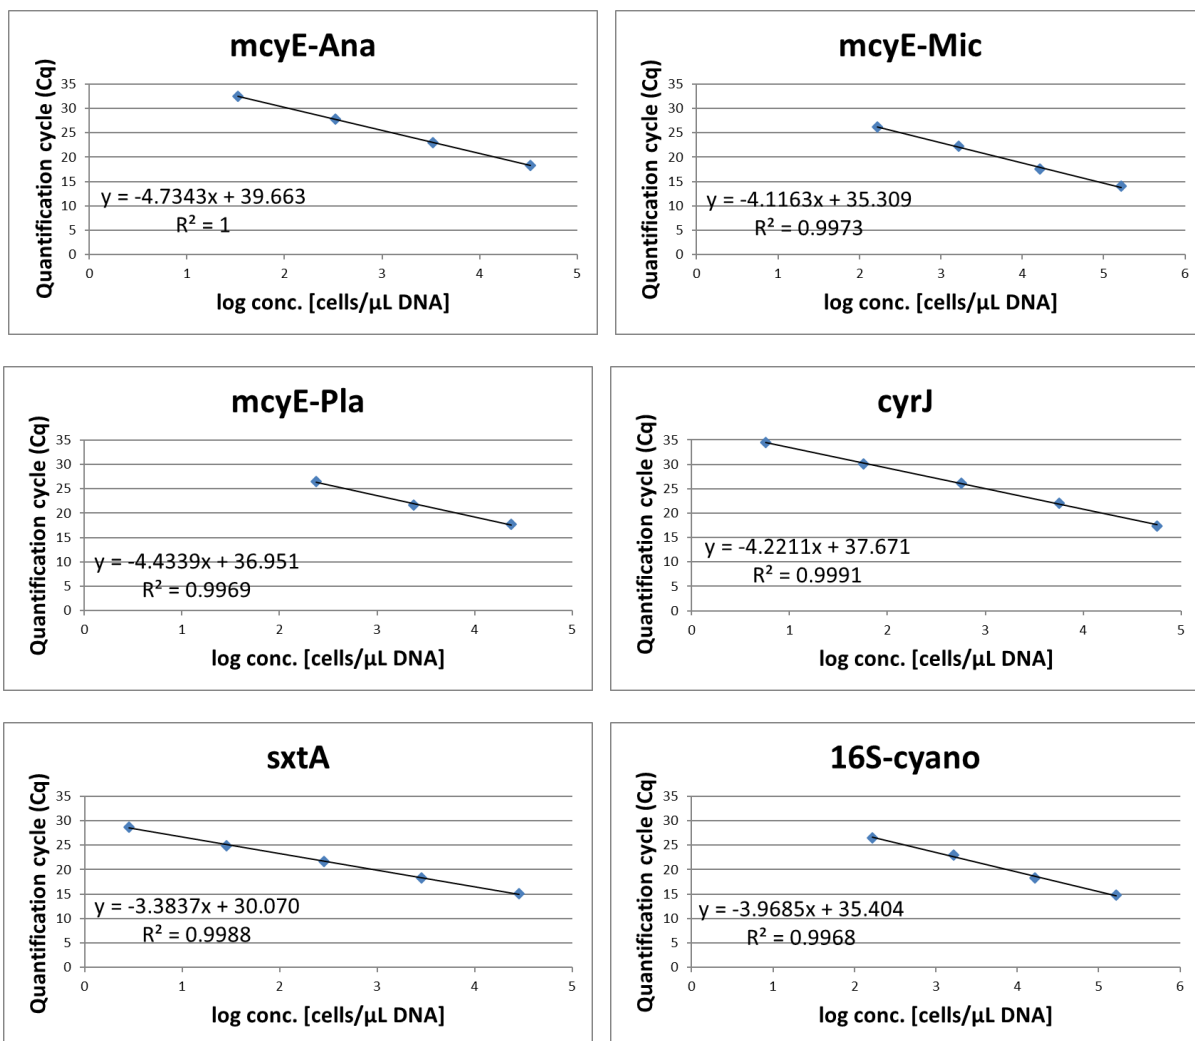 mcyE-Ana
Quantification cycle (Cq)
35
30
25
20
15
10
5
0
y = -4.7343x + 39.663
R² = 1
0 1 2 3 4 5
log conc. [cells/µL DNA]
mcyE-Mic
Quantification cycle (Cq)
35
30
25
20
15
10
5
0
y = -4.1163x + 35.309
R² = 0.9973
0 1 2 3 4 5 6
log conc. [cells/µL DNA]
mcyE-Pla
Quantification cycle (Cq)
35
30
25
20
15
10
5
0
y = -4.4339x + 36.951
R² = 0.9969
0 1 2 3 4 5
log conc. [cells/µL DNA]
cyrJ
Quantification cycle (Cq)
35
30
25
20
15
10
5
0
y = -4.2211x + 37.671
R² = 0.9991
0 1 2 3 4 5
log conc. [cells/µL DNA]
sxtA
Quantification cycle (Cq)
35
30
25
20
15
10
5
0
y = -3.3837x + 30.070
R² = 0.9988
0 1 2 3 4 5
log conc. [cells/µL DNA]
16S-cyano
Quantification cycle (Cq)
35
30
25
20
15
10
5
0
y = -3.9685x + 35.404
R² = 0.9968
0 1 2 3 4 5 6
log conc. [cells/µL DNA]